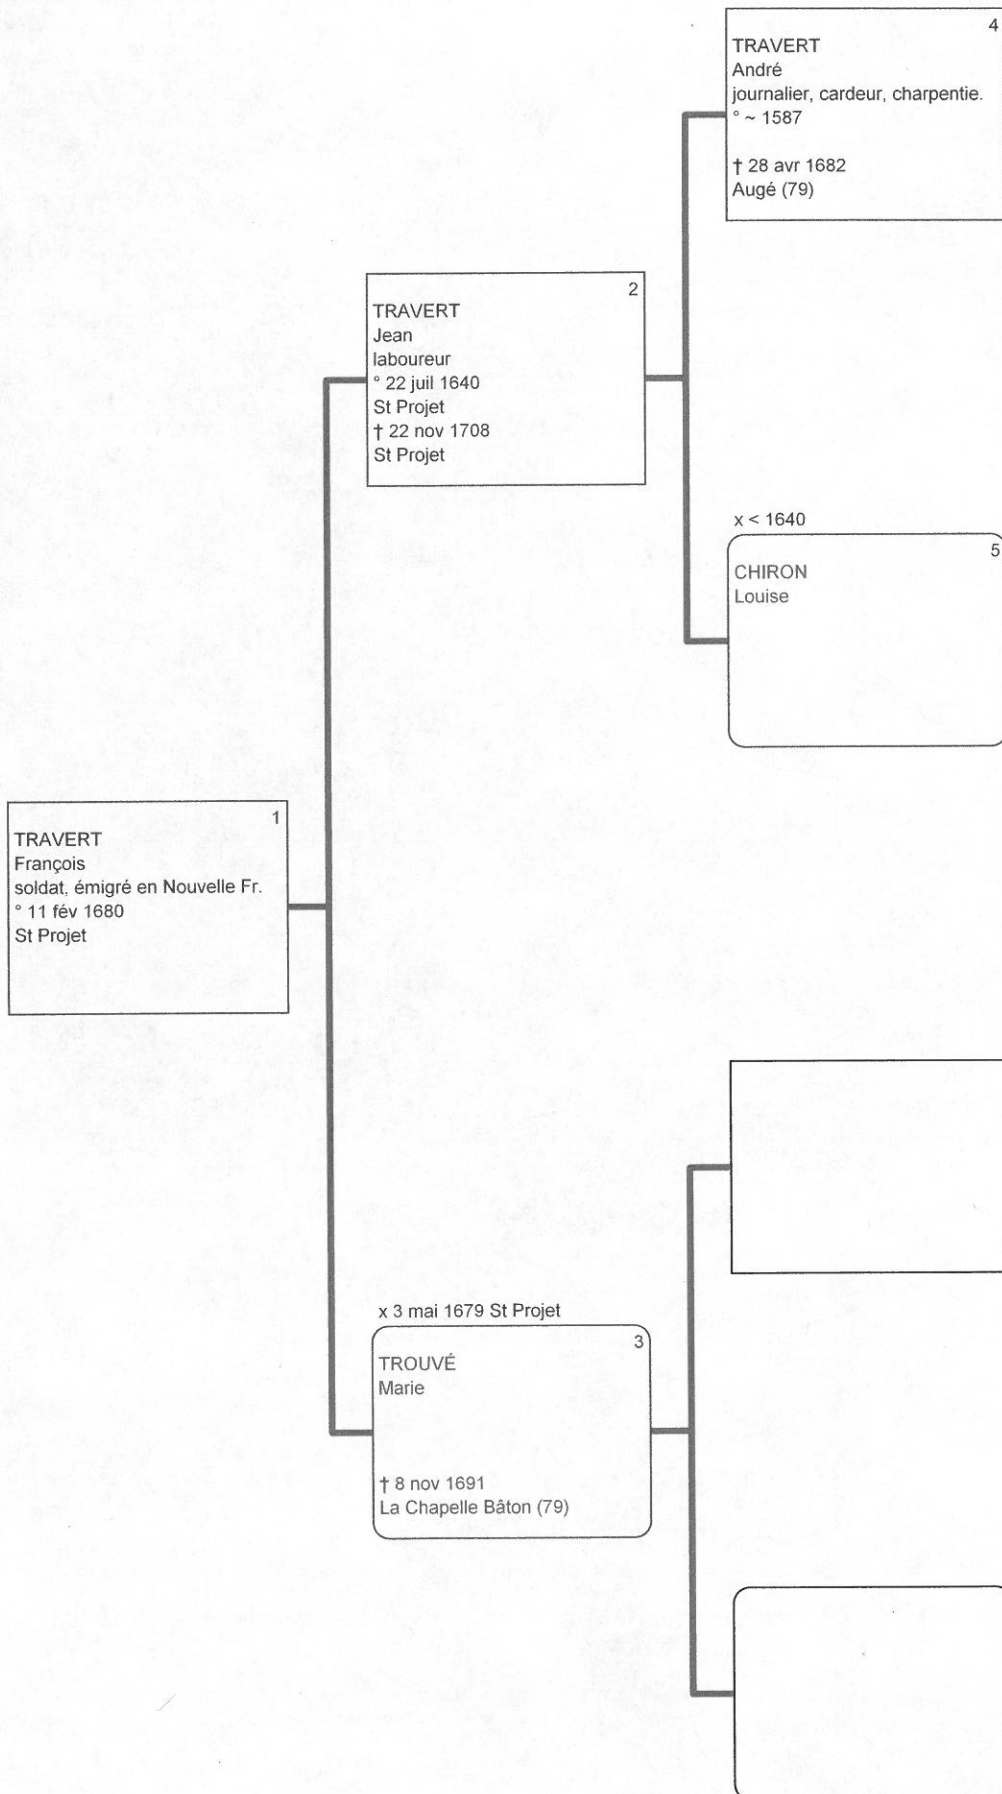 4
TRAVERT
André
journalier, cardeur, charpentie.
° ~ 1587
† 28 avr 1682
Augé (79)
2
TRAVERT
Jean
laboureur
° 22 juil 1640
St Projet
† 22 nov 1708
St Projet
x < 1640
5
CHIRON
Louise
1
TRAVERT
François
soldat, émigré en Nouvelle Fr.
° 11 fév 1680
St Projet
x 3 mai 1679 St Projet
3
TROUVÉ
Marie
† 8 nov 1691
La Chapelle Bâton (79)